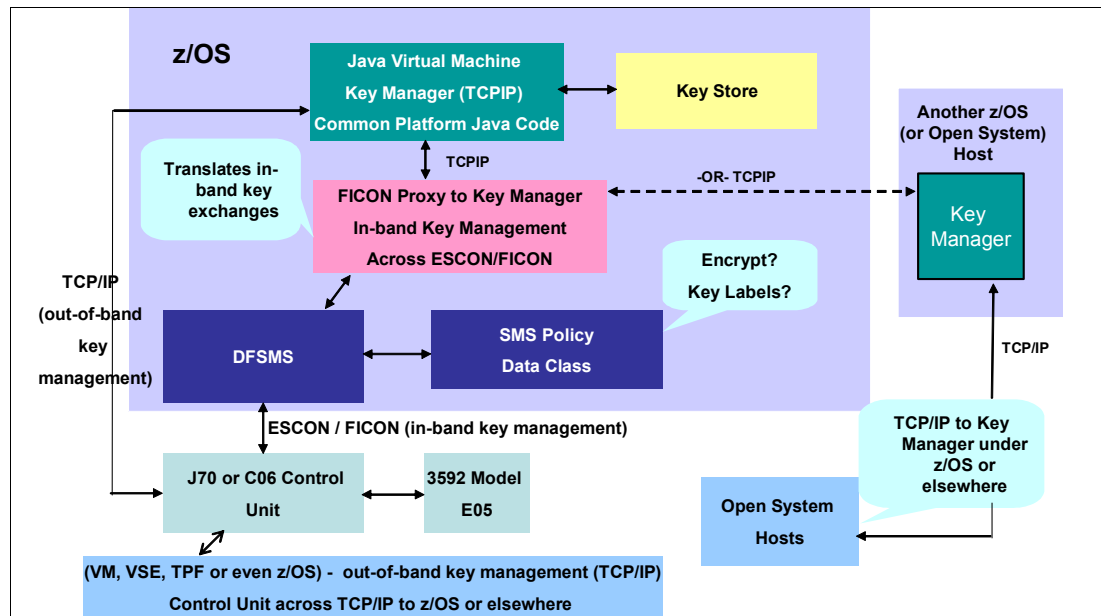 z/OS
Java Virtual Machine
Key Manager (TCPIP)
Common Platform Java Code
Key Store
Another z/OS
(or Open System)
Host
Key
Manager
TCPIP
-OR- TCPIP
Translates in-
band key
exchanges
FICON Proxy to Key Manager
In-band Key Management
Across ESCON/FICON
Encrypt?
Key Labels?
TCP/IP
(out-of-band
key
management)
DFSMS
SMS Policy
Data Class
TCP/IP
ESCON / FICON (in-band key management)
TCP/IP to Key
Manager under
z/OS or
elsewhere
J70 or C06 Control
Unit
3592 Model
E05
Open System
Hosts
(VM, VSE, TPF or even z/OS) - out-of-band key management (TCP/IP)
Control Unit across TCP/IP to z/OS or elsewhere